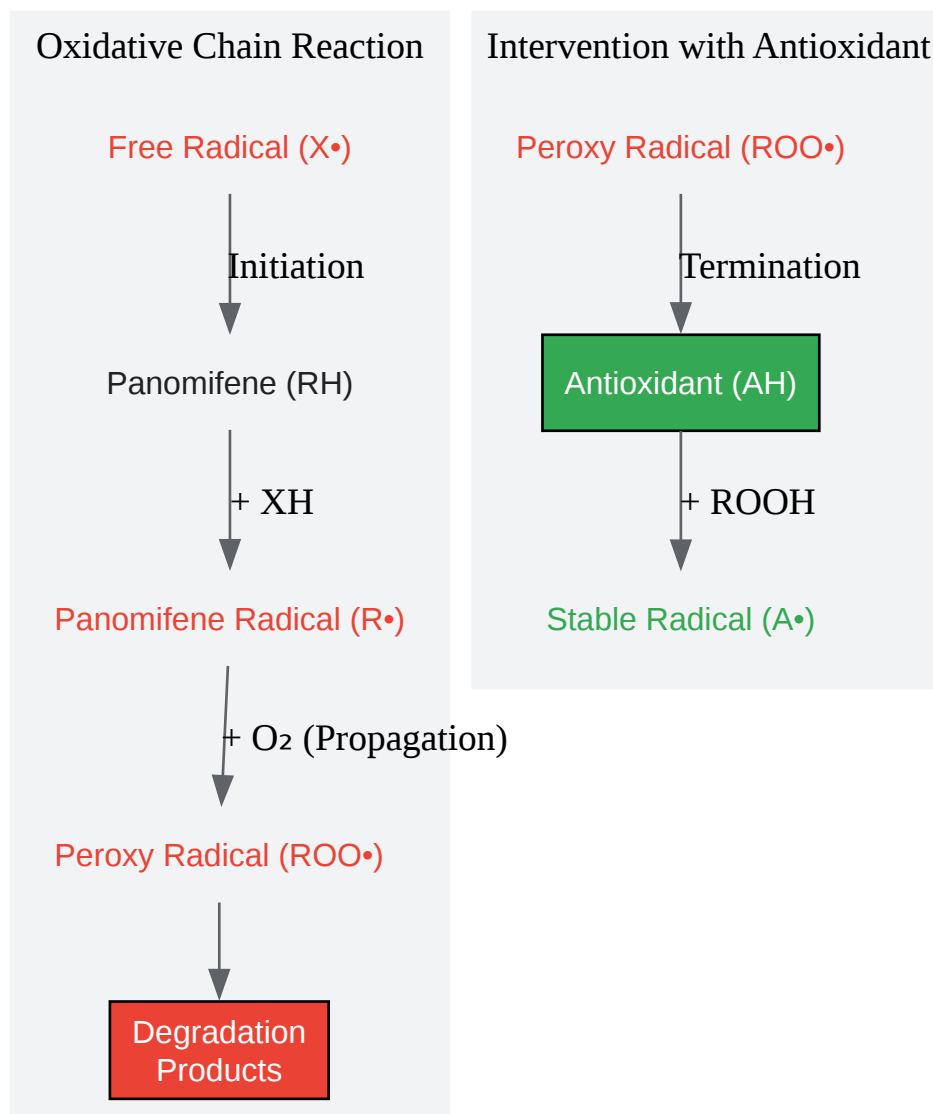 Oxidative Chain Reaction
Free Radical (X•)
Initiation
Panomifene (RH)
+ XH
Panomifene Radical (R•)
+ O₂ (Propagation)
Peroxy Radical (ROO•)
Degradation
Products
Intervention with Antioxidant
Peroxy Radical (ROO•)
Termination
Antioxidant (AH)
+ ROOH
Stable Radical (A•)